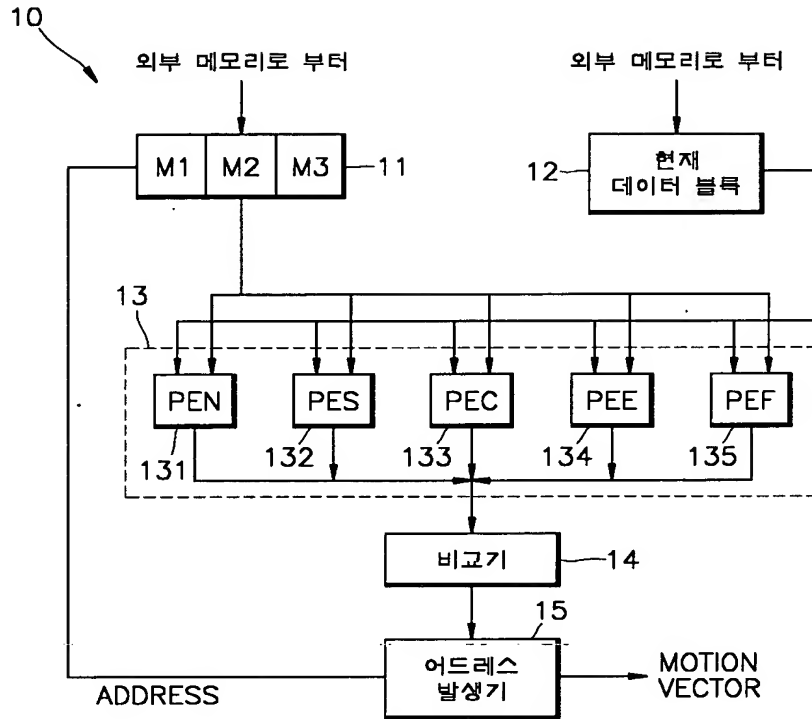 10
외부 메모리로 부터
외부 메모리로 부터
M1 M2 M3
11
12
현재
데이터 블록
13
PEN
PES
PEC
PEE
PEF
131
132
133
134
135
비교기
14
15
어드레스
발생기
ADDRESS
MOTION
VECTOR